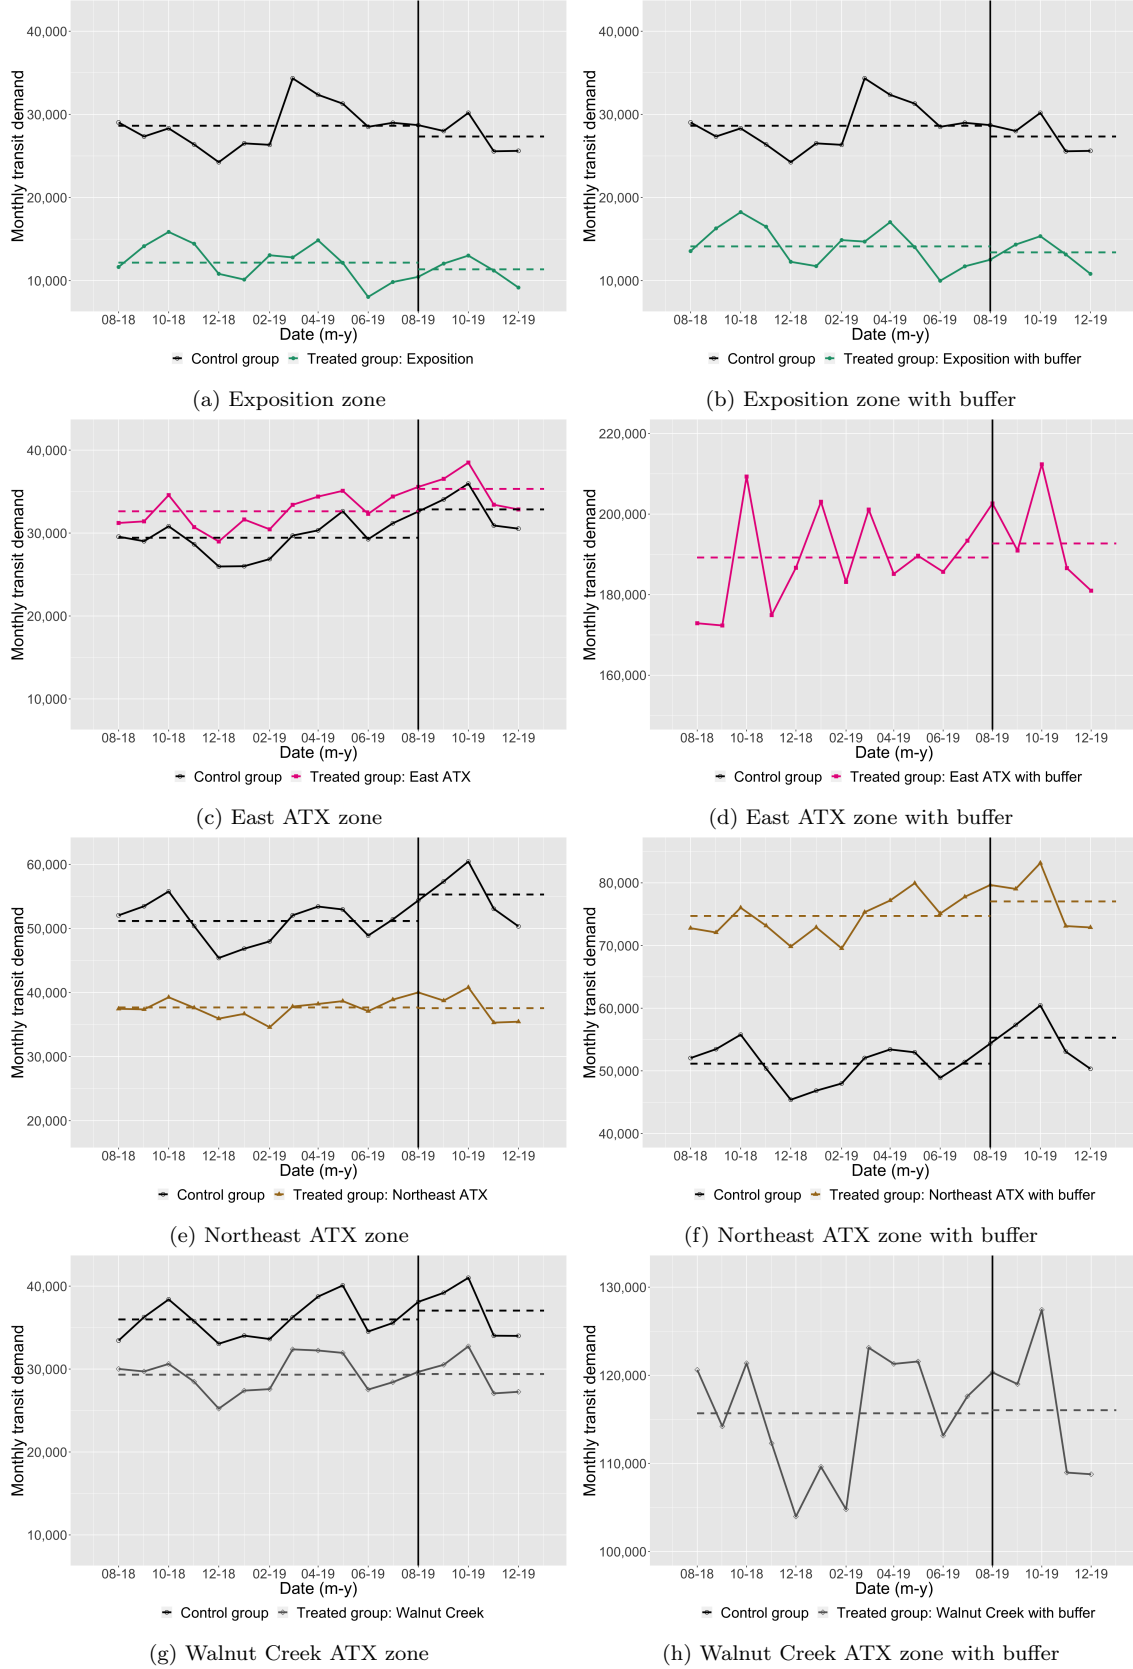 Monthly transit demand
40,000
30,000
20,000
10,000
08-18 10-18 12-18 02-19 04-19 06-19 08-19 10-19 12-19
Date (m-y)
Control group Treated group: Exposition
(a) Exposition zone
Monthly transit demand
40,000
30,000
20,000
10,000
08-18 10-18 12-18 02-19 04-19 06-19 08-19 10-19 12-19
Date (m-y)
Control group Treated group: Exposition with buffer
(b) Exposition zone with buffer
Monthly transit demand
40,000
30,000
20,000
10,000
08-18 10-18 12-18 02-19 04-19 06-19 08-19 10-19 12-19
Date (m-y)
Control group Treated group: East ATX
(c) East ATX zone
Monthly transit demand
220,000
200,000
180,000
160,000
08-18 10-18 12-18 02-19 04-19 06-19 08-19 10-19 12-19
Date (m-y)
Control group Treated group: East ATX with buffer
(d) East ATX zone with buffer
Monthly transit demand
60,000
50,000
40,000
30,000
20,000
08-18 10-18 12-18 02-19 04-19 06-19 08-19 10-19 12-19
Date (m-y)
Control group Treated group: Northeast ATX
(e) Northeast ATX zone
Monthly transit demand
80,000
70,000
60,000
50,000
40,000
08-18 10-18 12-18 02-19 04-19 06-19 08-19 10-19 12-19
Date (m-y)
Control group Treated group: Northeast ATX with buffer
(f) Northeast ATX zone with buffer
Monthly transit demand
40,000
30,000
20,000
10,000
08-18 10-18 12-18 02-19 04-19 06-19 08-19 10-19 12-19
Date (m-y)
Control group Treated group: Walnut Creek
(g) Walnut Creek ATX zone
Monthly transit demand
130,000
120,000
110,000
100,000
08-18 10-18 12-18 02-19 04-19 06-19 08-19 10-19 12-19
Date (m-y)
Control group Treated group: Walnut Creek with buffer
(h) Walnut Creek ATX zone with buffer